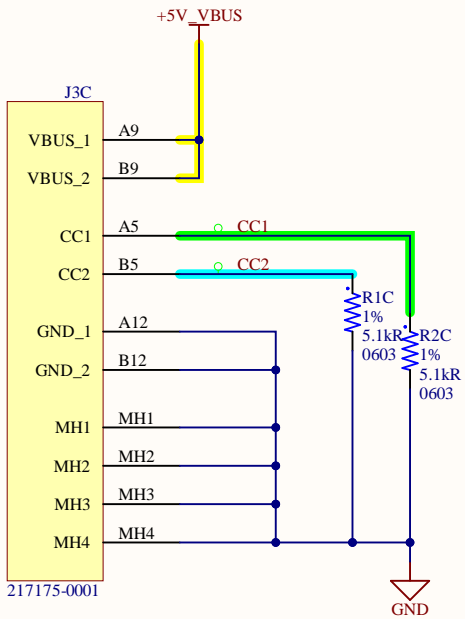 +5V_VBUS
J3C
VBUS_1 A9
VBUS_2 B9
CC1 A5 CC1
CC2 B5 CC2
R1C
1%
5.1kR
0603
R2C
1%
5.1kR
0603
GND_1 A12
GND_2 B12
MH1 MH1
MH2 MH2
MH3 MH3
MH4 MH4
217175-0001
GND